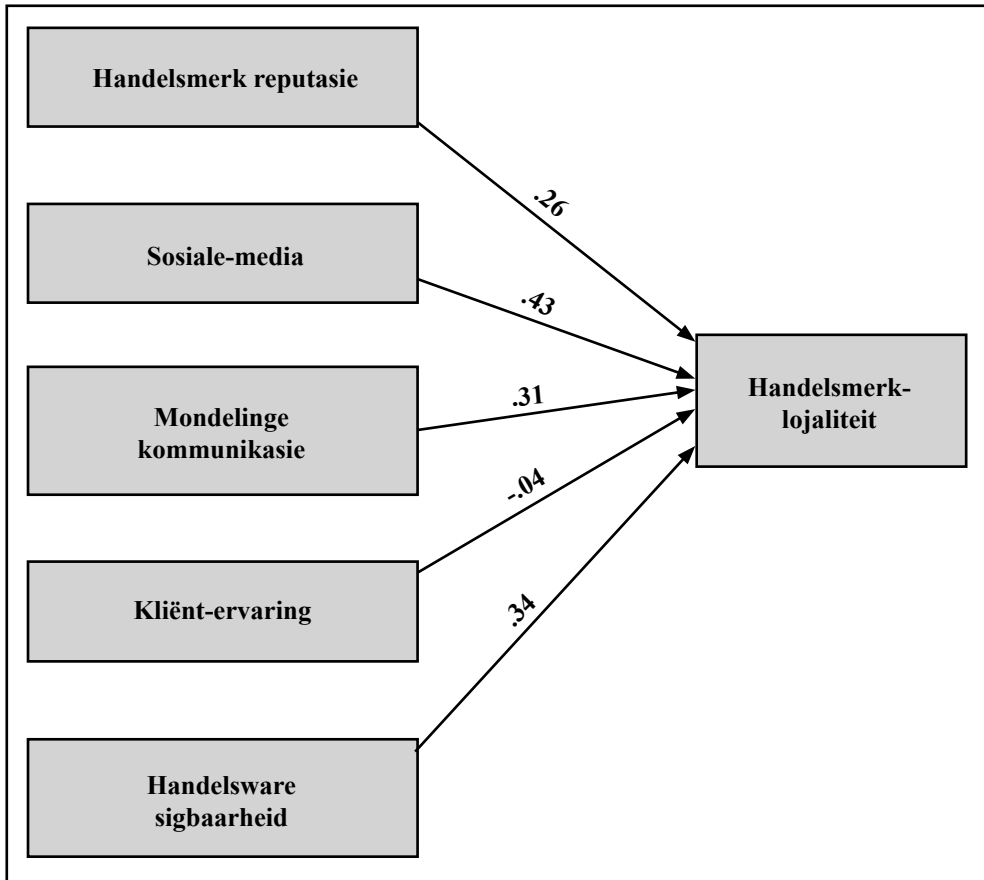 Handelsmerk reputasie
.26
Sosiale-media
.43
Mondelinge
kommunikasie
.31
Handelsmerk-
lojaliteit
-.04
Kliënt-ervaring
.34
Handelsware
sigbaarheid